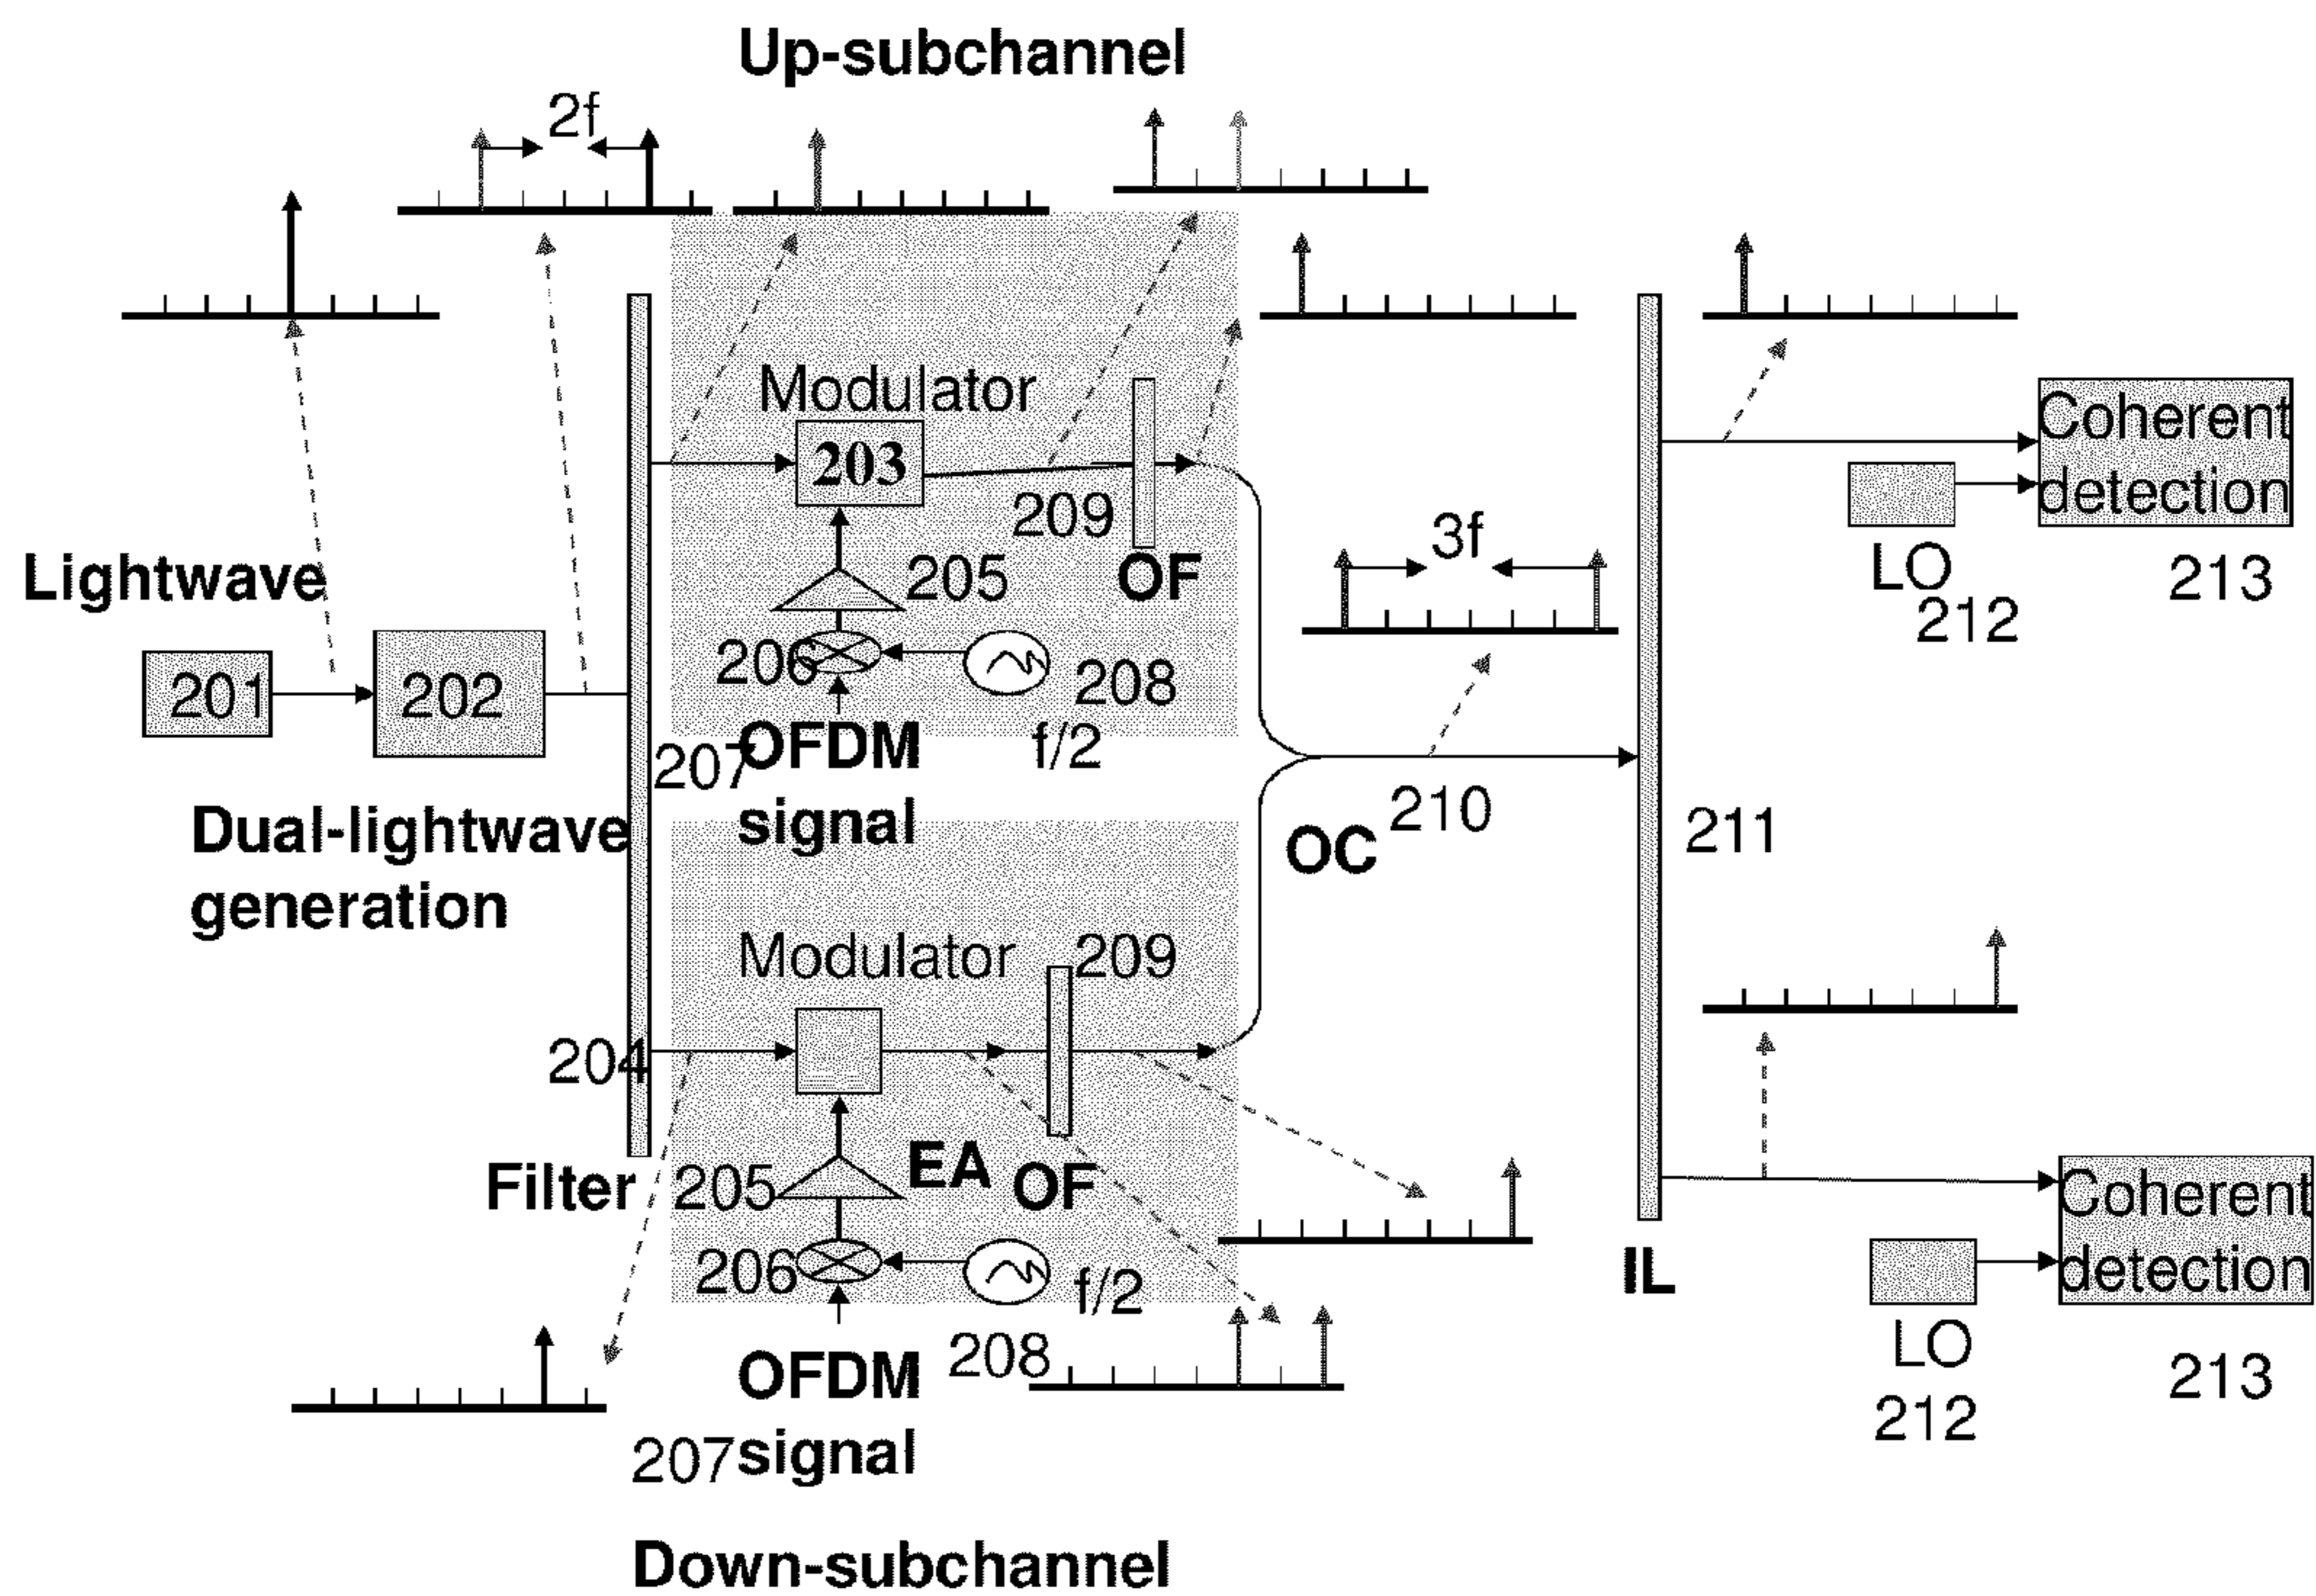 Up-subchannel
2f
Modulator
203
209
OF
205
206
208
f/2
OFDM
signal
207
Lightwave
201
202
Dual-lightwave
generation
3f
OC
210
211
Coherent
detection
LO
212
213
Modulator
209
204
Filter
205
EA
OF
206
f/2
208
OFDM
signal
207
IL
Coherent
detection
LO
212
213
Down-subchannel